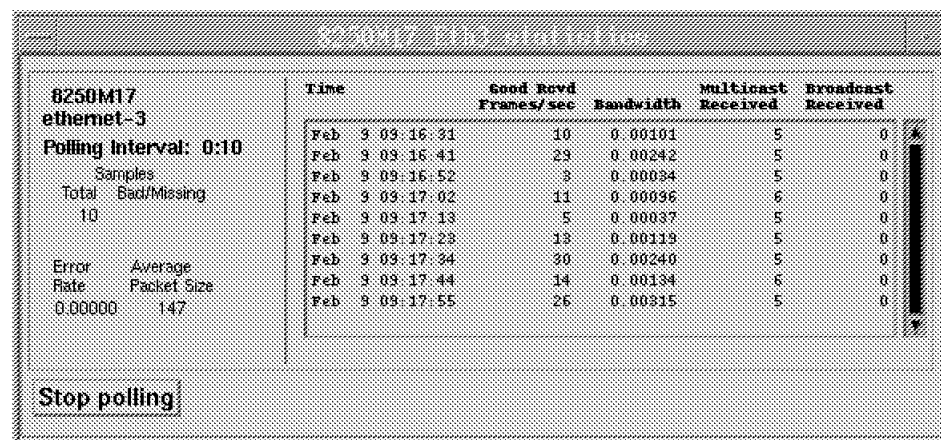 8250M17 FDDI statistics
8250M17
ethernet-3
Polling Interval: 0:10
Samples
Total Bad/Missing
10
Error Average
Rate Packet Size
0.00000 147
Time Good Rcvd Frames/sec Bandwidth Multicast Received Broadcast Received
Feb 9 09:16:31 10 0.00101 5 0
Feb 9 09:16:41 29 0.00242 5 0
Feb 9 09:16:52 3 0.00034 5 0
Feb 9 09:17:02 11 0.00096 6 0
Feb 9 09:17:13 5 0.00037 5 0
Feb 9 09:17:23 13 0.00119 5 0
Feb 9 09:17:34 30 0.00240 5 0
Feb 9 09:17:44 14 0.00134 6 0
Feb 9 09:17:55 26 0.00315 5 0
Stop polling